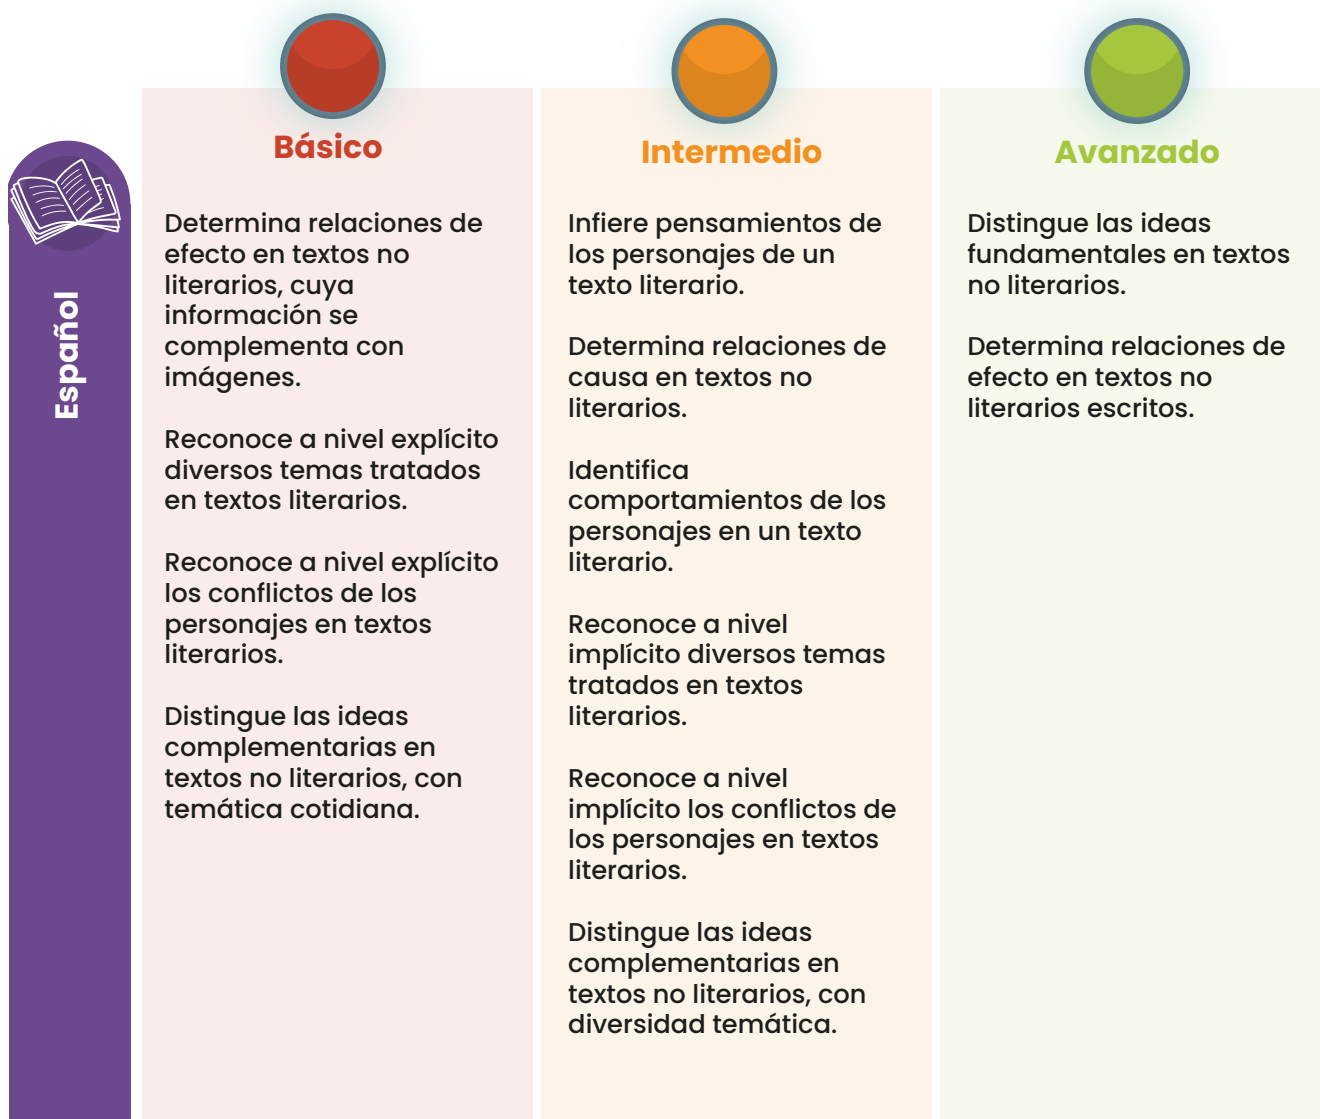 Español
Básico
Determina relaciones de
efecto en textos no
literarios, cuya
información se
complementa con
imágenes.
Reconoce a nivel explícito
diversos temas tratados
en textos literarios.
Reconoce a nivel explícito
los conflictos de los
personajes en textos
literarios.
Distingue las ideas
complementarias en
textos no literarios, con
temática cotidiana.
Intermedio
Infiere pensamientos de
los personajes de un
texto literario.
Determina relaciones de
causa en textos no
literarios.
Identifica
comportamientos de los
personajes en un texto
literario.
Reconoce a nivel
implícito diversos temas
tratados en textos
literarios.
Reconoce a nivel
implícito los conflictos de
los personajes en textos
literarios.
Distingue las ideas
complementarias en
textos no literarios, con
diversidad temática.
Avanzado
Distingue las ideas
fundamentales en textos
no literarios.
Determina relaciones de
efecto en textos no
literarios escritos.